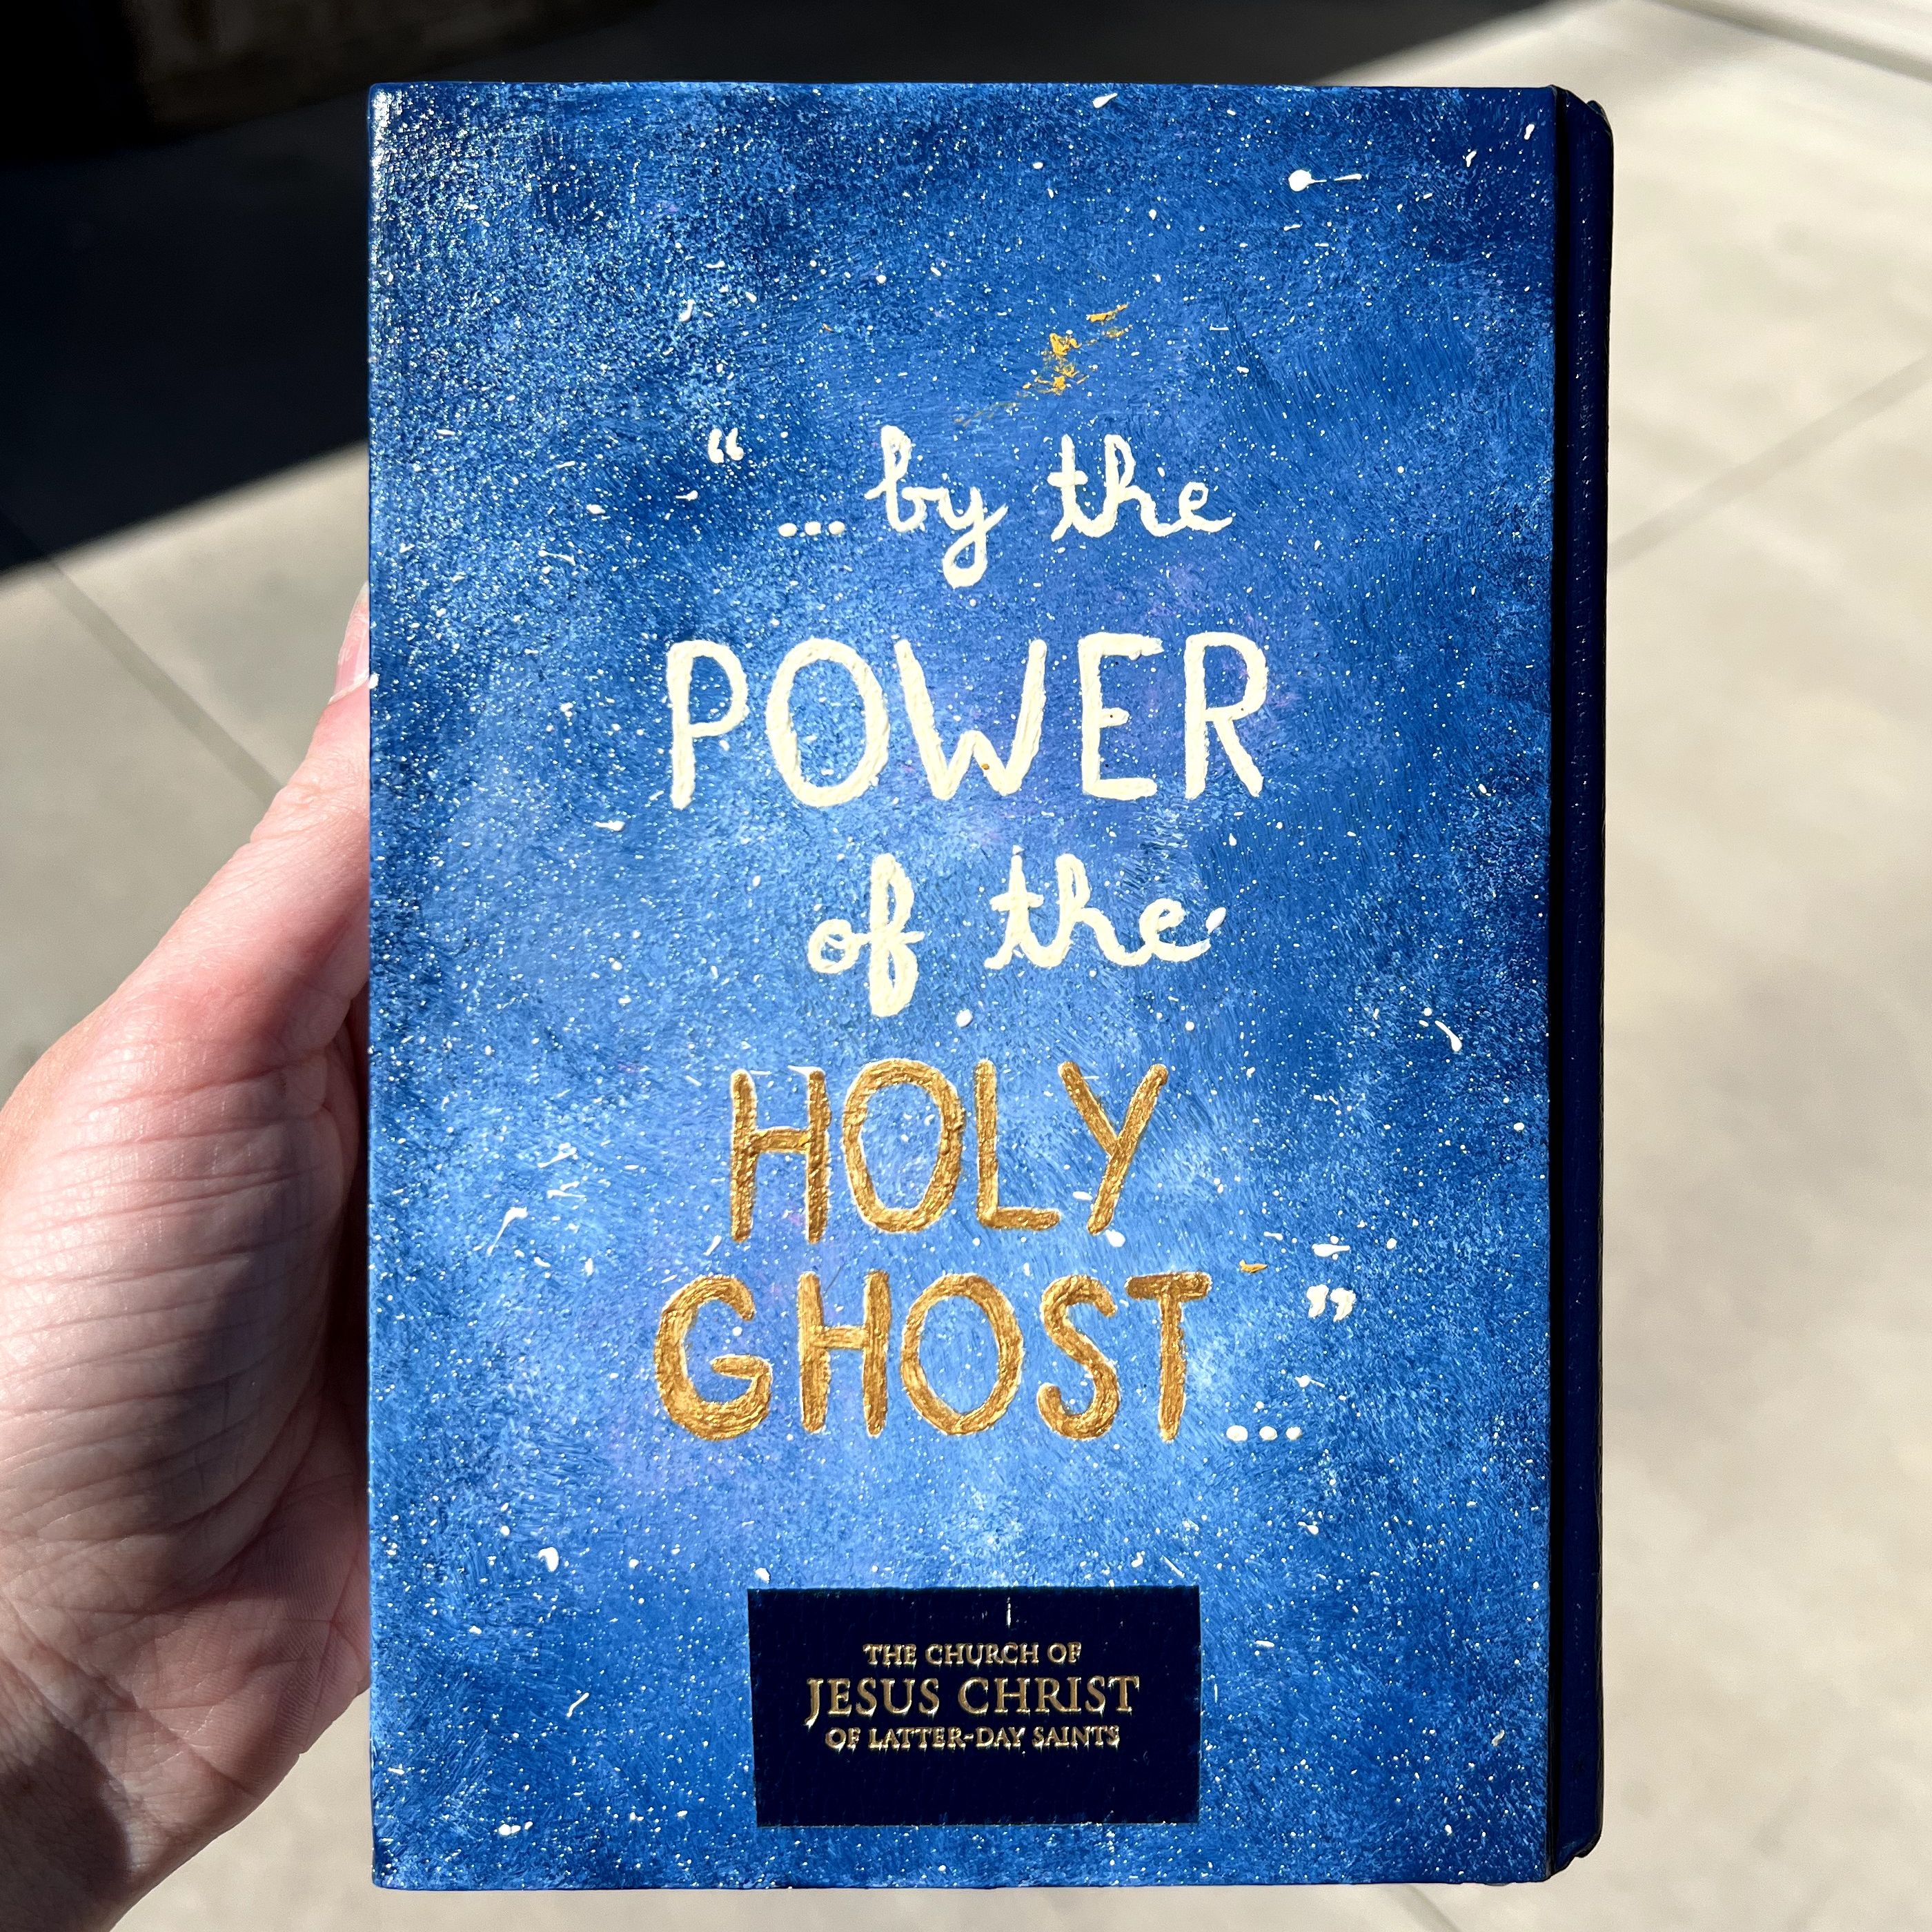 “... by the
POWER
of the
HOLY
GHOST...”
THE CHURCH OF
JESUS CHRIST
OF LATTER-DAY SAINTS